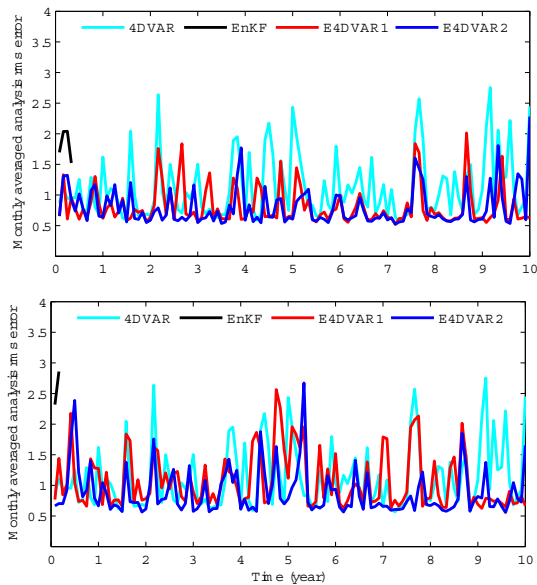 4
4DVAR EnKF E4DVAR1 E4DVAR2
3.5
3
2.5
2
1.5
1
0.5
Monthly averaged analysis rms error
0 1 2 3 4 5 6 7 8 9 10
4
4DVAR EnKF E4DVAR1 E4DVAR2
3.5
3
2.5
2
1.5
1
0.5
Monthly averaged analysis rms error
0 1 2 3 4 5 6 7 8 9 10
Time (year)